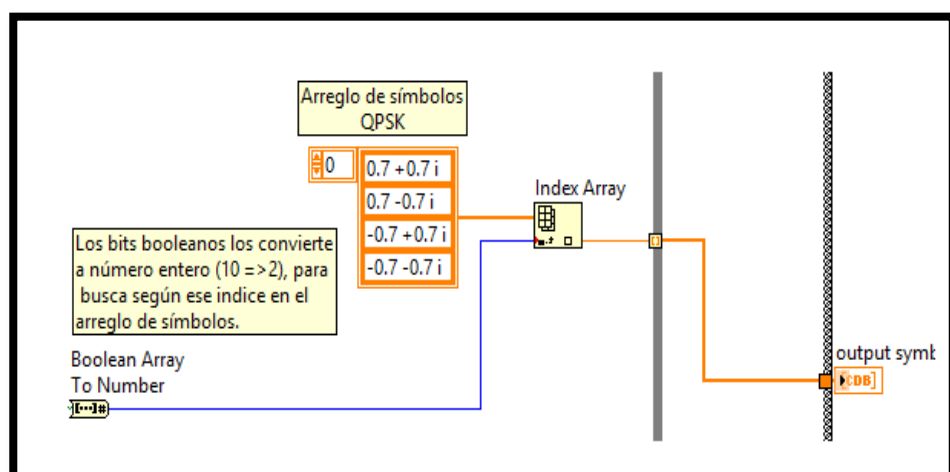 Arreglo de símbolos
QPSK
0
0.7 +0.7 i
0.7 -0.7 i
-0.7 +0.7 i
-0.7 -0.7 i
Index Array
Los bits booleanos los convierte
a número entero (10 =>2), para
busca según ese indice en el
arreglo de símbolos.
Boolean Array
To Number
[···]#
output symb
CDB]